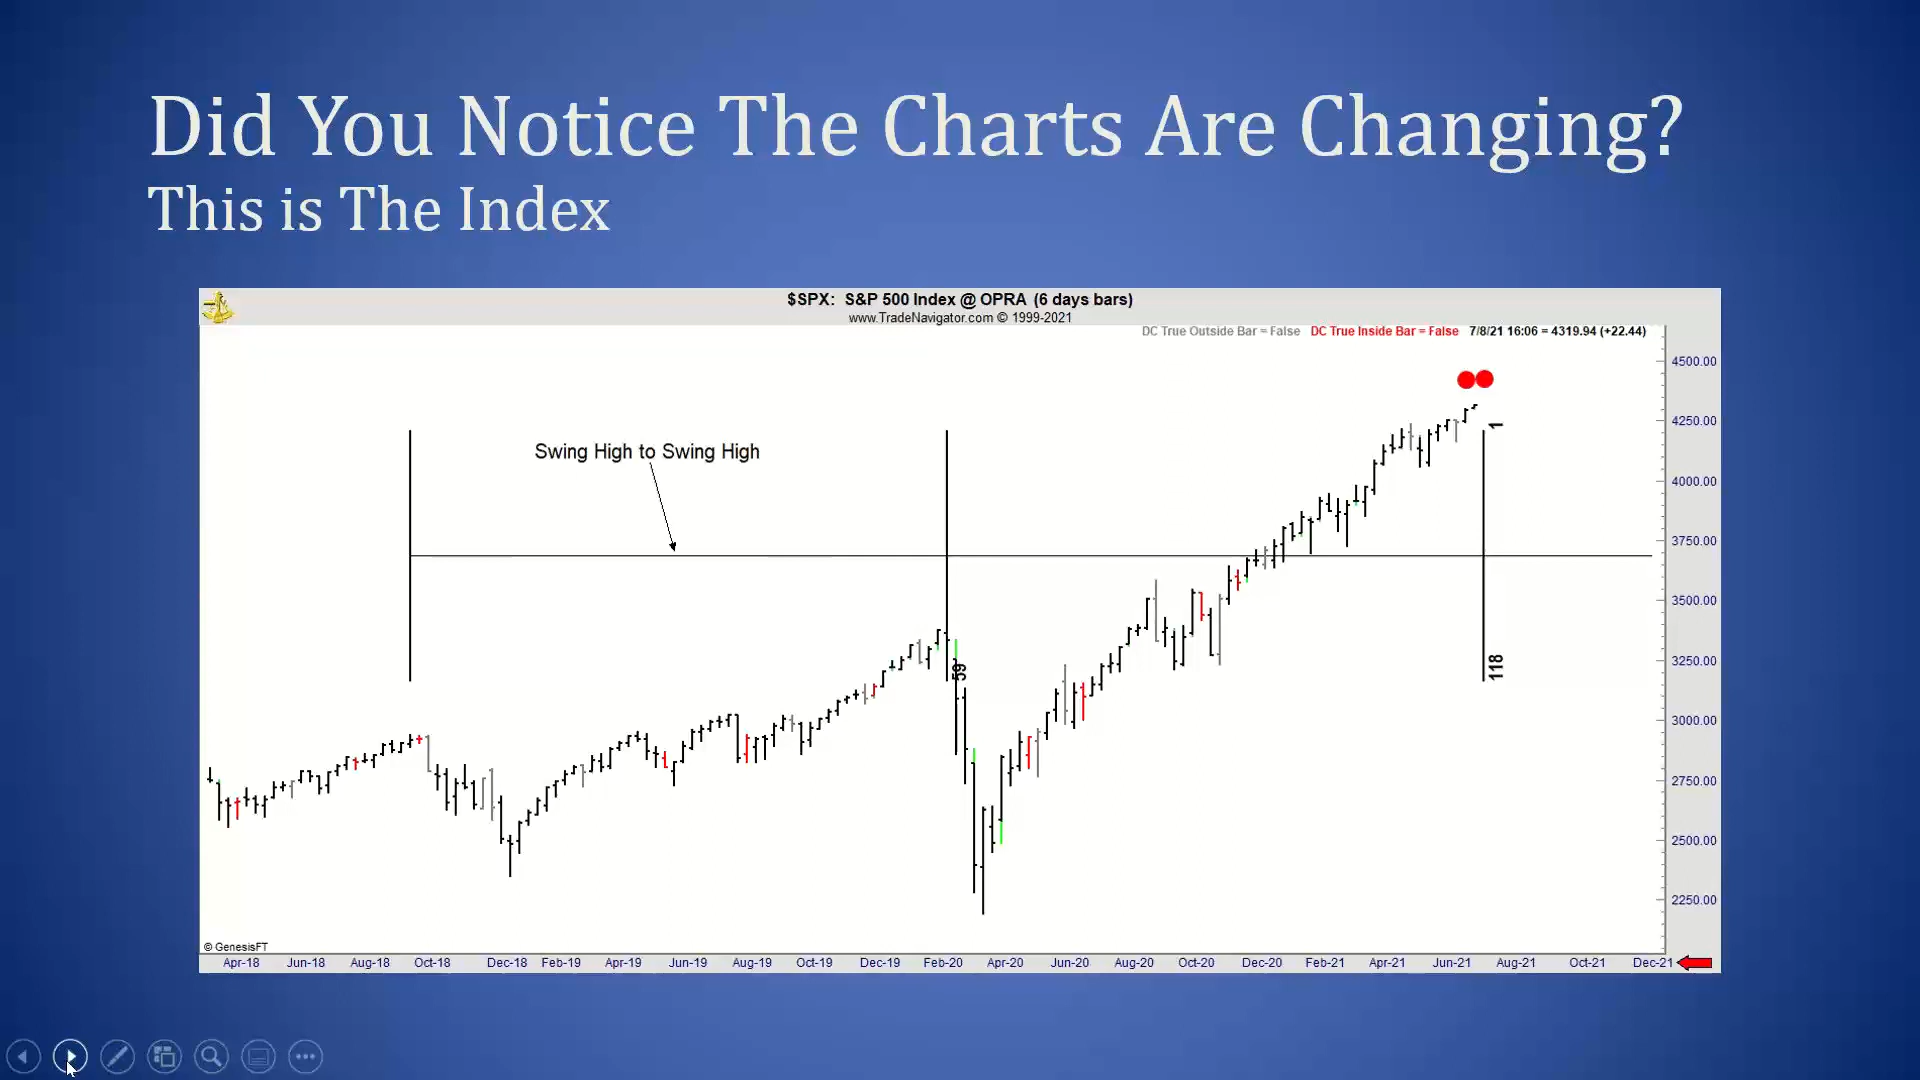 Did You Notice The Charts Are Changing?
This is The Index
$SPX: S&P 500 Index @ OPRA (6 days bars)
www.TradeNavigator.com © 1999-2021
DC True Outside Bar = False DC True Inside Bar = False 7/8/21 16:06 = 4319.94 (+22.44)
4500.00
4250.00
4000.00
3750.00
3500.00
3250.00
3000.00
2750.00
2500.00
2250.00
Swing High to Swing High
1
59
118
© GenesisFT
Apr-18 Jun-18 Aug-18 Oct-18 Dec-18 Feb-19 Apr-19 Jun-19 Aug-19 Oct-19 Dec-19 Feb-20 Apr-20 Jun-20 Aug-20 Oct-20 Dec-20 Feb-21 Apr-21 Jun-21 Aug-21 Oct-21 Dec-21